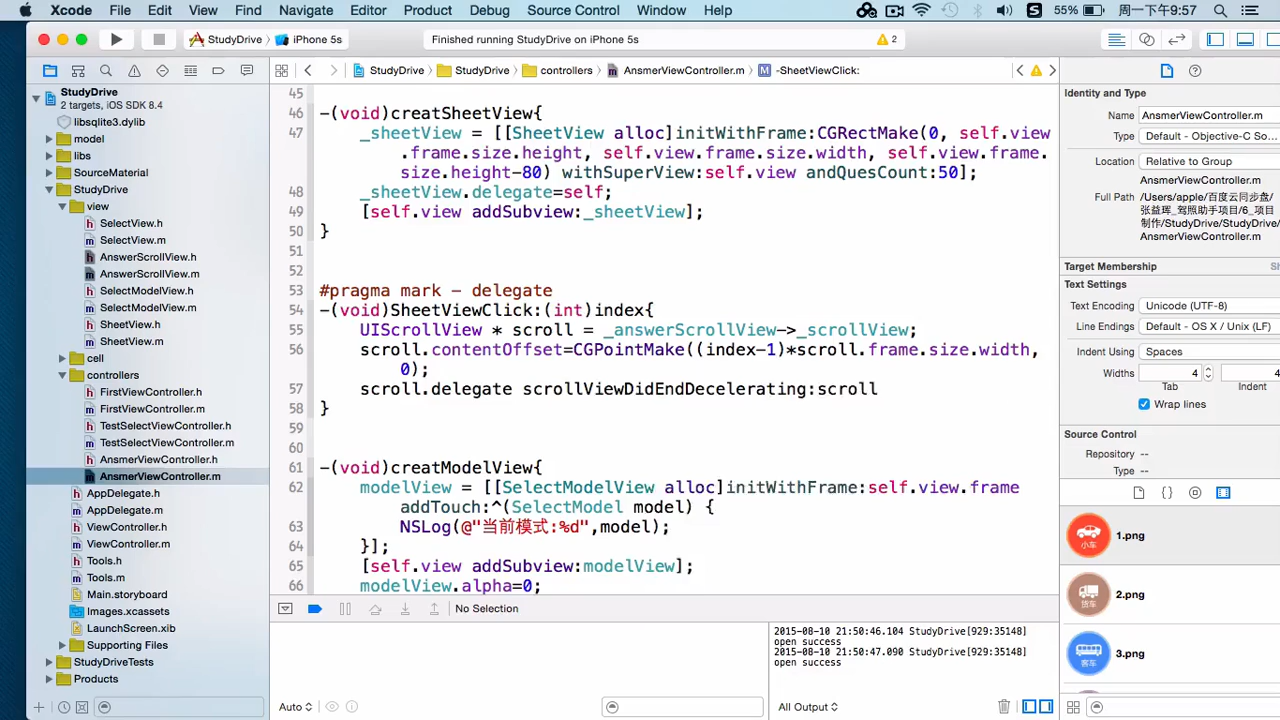 Xcode File Edit View Find Navigate Editor Product Debug Source Control Window Help 55% 周一下午9:57
StudyDrive iPhone 5s Finished running StudyDrive on iPhone 5s 2
StudyDrive StudyDrive controllers AnsmerViewController.m M -SheetViewClick:
StudyDrive
2 targets, iOS SDK 8.4
libsqlite3.dylib
model
libs
SourceMaterial
StudyDrive
view
h SelectView.h
m SelectView.m
h AnswerScrollView.h
m AnswerScrollView.m
h SelectModelView.h
m SelectModelView.m
h SheetView.h
m SheetView.m
cell
controllers
h FirstViewController.h
m FirstViewController.m
h TestSelectViewController.h
m TestSelectViewController.m
h AnsmerViewController.h
m AnsmerViewController.m
h AppDelegate.h
m AppDelegate.m
h ViewController.h
m ViewController.m
h Tools.h
m Tools.m
Main.storyboard
Images.xcassets
LaunchScreen.xib
Supporting Files
StudyDriveTests
Products
45
46 -(void)creatSheetView{
47 _sheetView = [[SheetView alloc]initWithFrame:CGRectMake(0, self.view
.frame.size.height, self.view.frame.size.width, self.view.frame.
size.height-80) withSuperView:self.view andQuesCount:50];
48 _sheetView.delegate=self;
49 [self.view addSubview:_sheetView];
50 }
51
52
53 #pragma mark - delegate
54 -(void)SheetViewClick:(int)index{
55 UIScrollView * scroll = _answerScrollView->_scrollView;
56 scroll.contentOffset=CGPointMake((index-1)*scroll.frame.size.width,
0);
57 scroll.delegate scrollViewDidEndDecelerating:scroll
58 }
59
60
61 -(void)creatModelView{
62 modelView = [[SelectModelView alloc]initWithFrame:self.view.frame
addTouch:^(SelectModel model) {
63 NSLog(@"当前模式:%d",model);
64 }];
65 [self.view addSubview:modelView];
66 modelView.alpha=0;
No Selection
2015-08-10 21:50:46.104 StudyDrive[929:35148]
open success
2015-08-10 21:50:47.090 StudyDrive[929:35148]
open success
Auto
All Output
Identity and Type
Name AnsmerViewController.m
Type Default - Objective-C So...
Location Relative to Group
AnsmerViewController.m
Full Path /Users/apple/百度云同步盘/
张益珲_驾照助手项目/6_项目
制作/StudyDrive/StudyDrive/
AnsmerViewController.m
Target Membership
Text Settings
Text Encoding Unicode (UTF-8)
Line Endings Default - OS X / Unix (LF)
Indent Using Spaces
Widths 4 4
Tab Indent
Wrap lines
Source Control
Repository --
Type --
小车 1.png
货车 2.png
客车 3.png